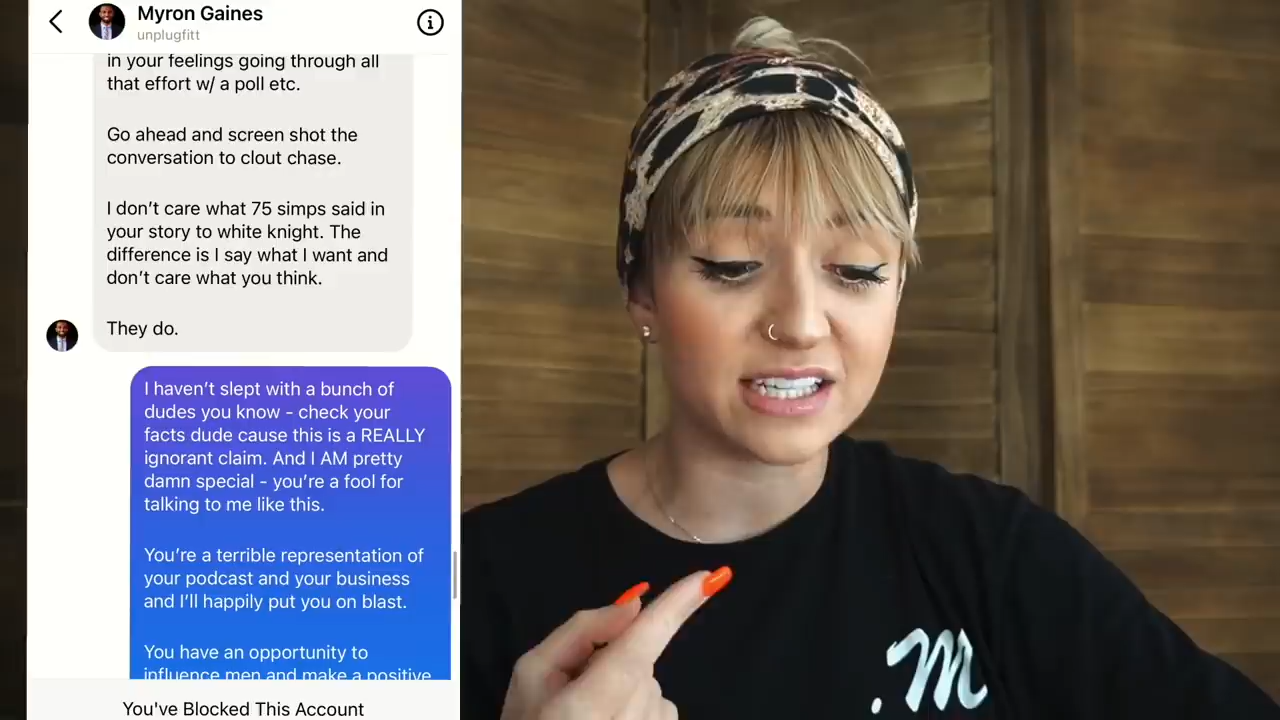 Myron Gaines
unplugfitt
in your feelings going through all
that effort w/ a poll etc.
Go ahead and screen shot the
conversation to clout chase.
I don't care what 75 simps said in
your story to white knight. The
difference is I say what I want and
don't care what you think.
They do.
I haven't slept with a bunch of
dudes you know - check your
facts dude cause this is a REALLY
ignorant claim. And I AM pretty
damn special - you're a fool for
talking to me like this.
You're a terrible representation of
your podcast and your business
and I'll happily put you on blast.
You have an opportunity to
influence men and make a positive
You've Blocked This Account
.M